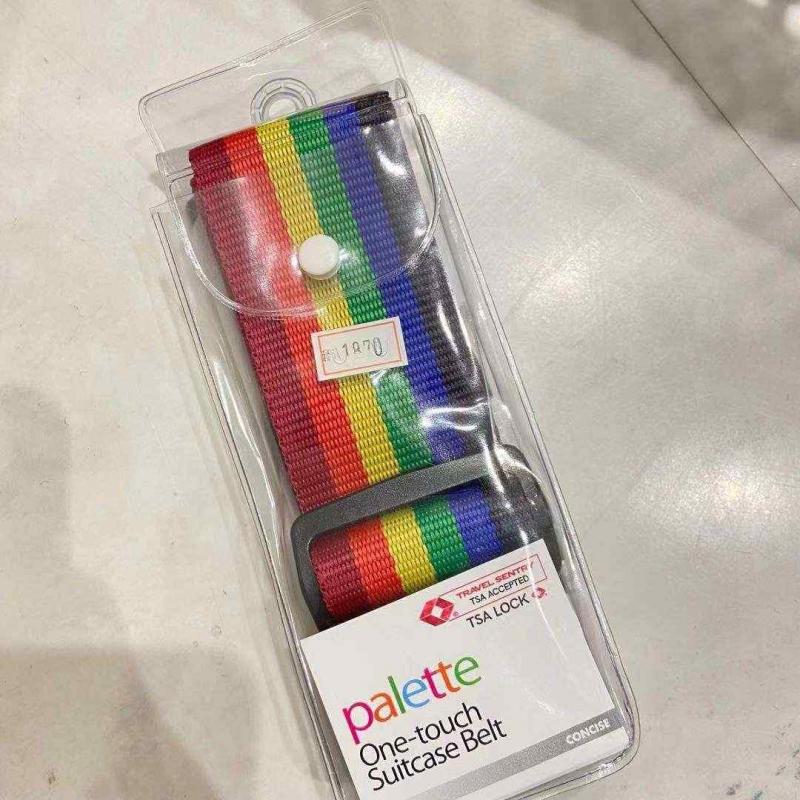 1870
TRAVEL SENTRY
TSA ACCEPTED
TSA LOCK
palette
One-touch
Suitcase Belt
CONCISE